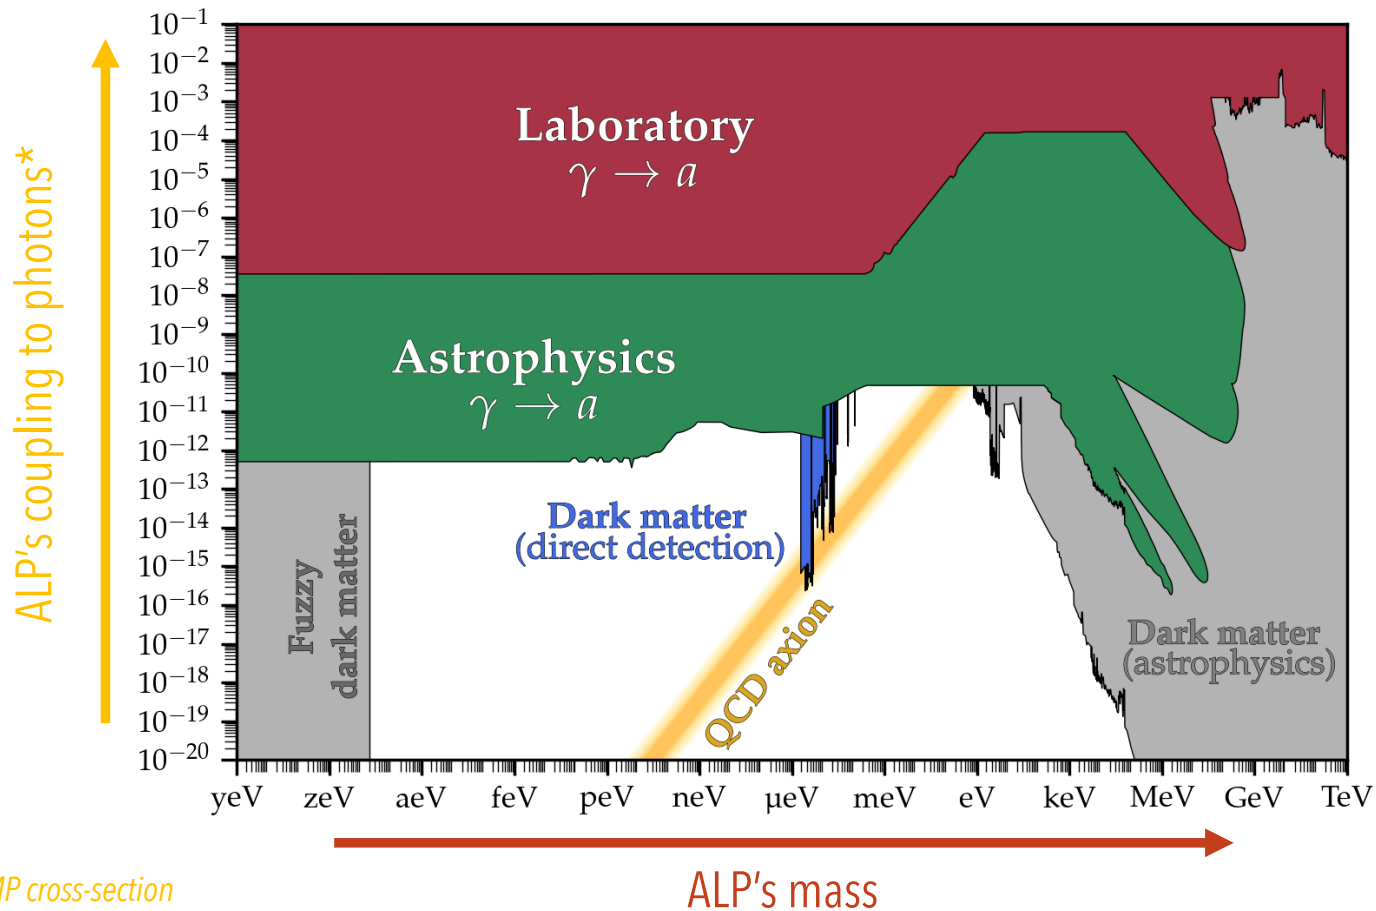 10⁻¹
10⁻²
10⁻³
10⁻⁴
10⁻⁵
10⁻⁶
10⁻⁷
10⁻⁸
10⁻⁹
10⁻¹⁰
10⁻¹¹
10⁻¹²
10⁻¹³
10⁻¹⁴
10⁻¹⁵
10⁻¹⁶
10⁻¹⁷
10⁻¹⁸
10⁻¹⁹
10⁻²⁰
ALP's coupling to photons*
Laboratory
γ → a
Astrophysics
γ → a
Dark matter
(direct detection)
Fuzzy
dark matter
QCD axion
Dark matter
(astrophysics)
yeV zeV aeV feV peV neV μeV meV eV keV MeV GeV TeV
ALP's mass
cross-section